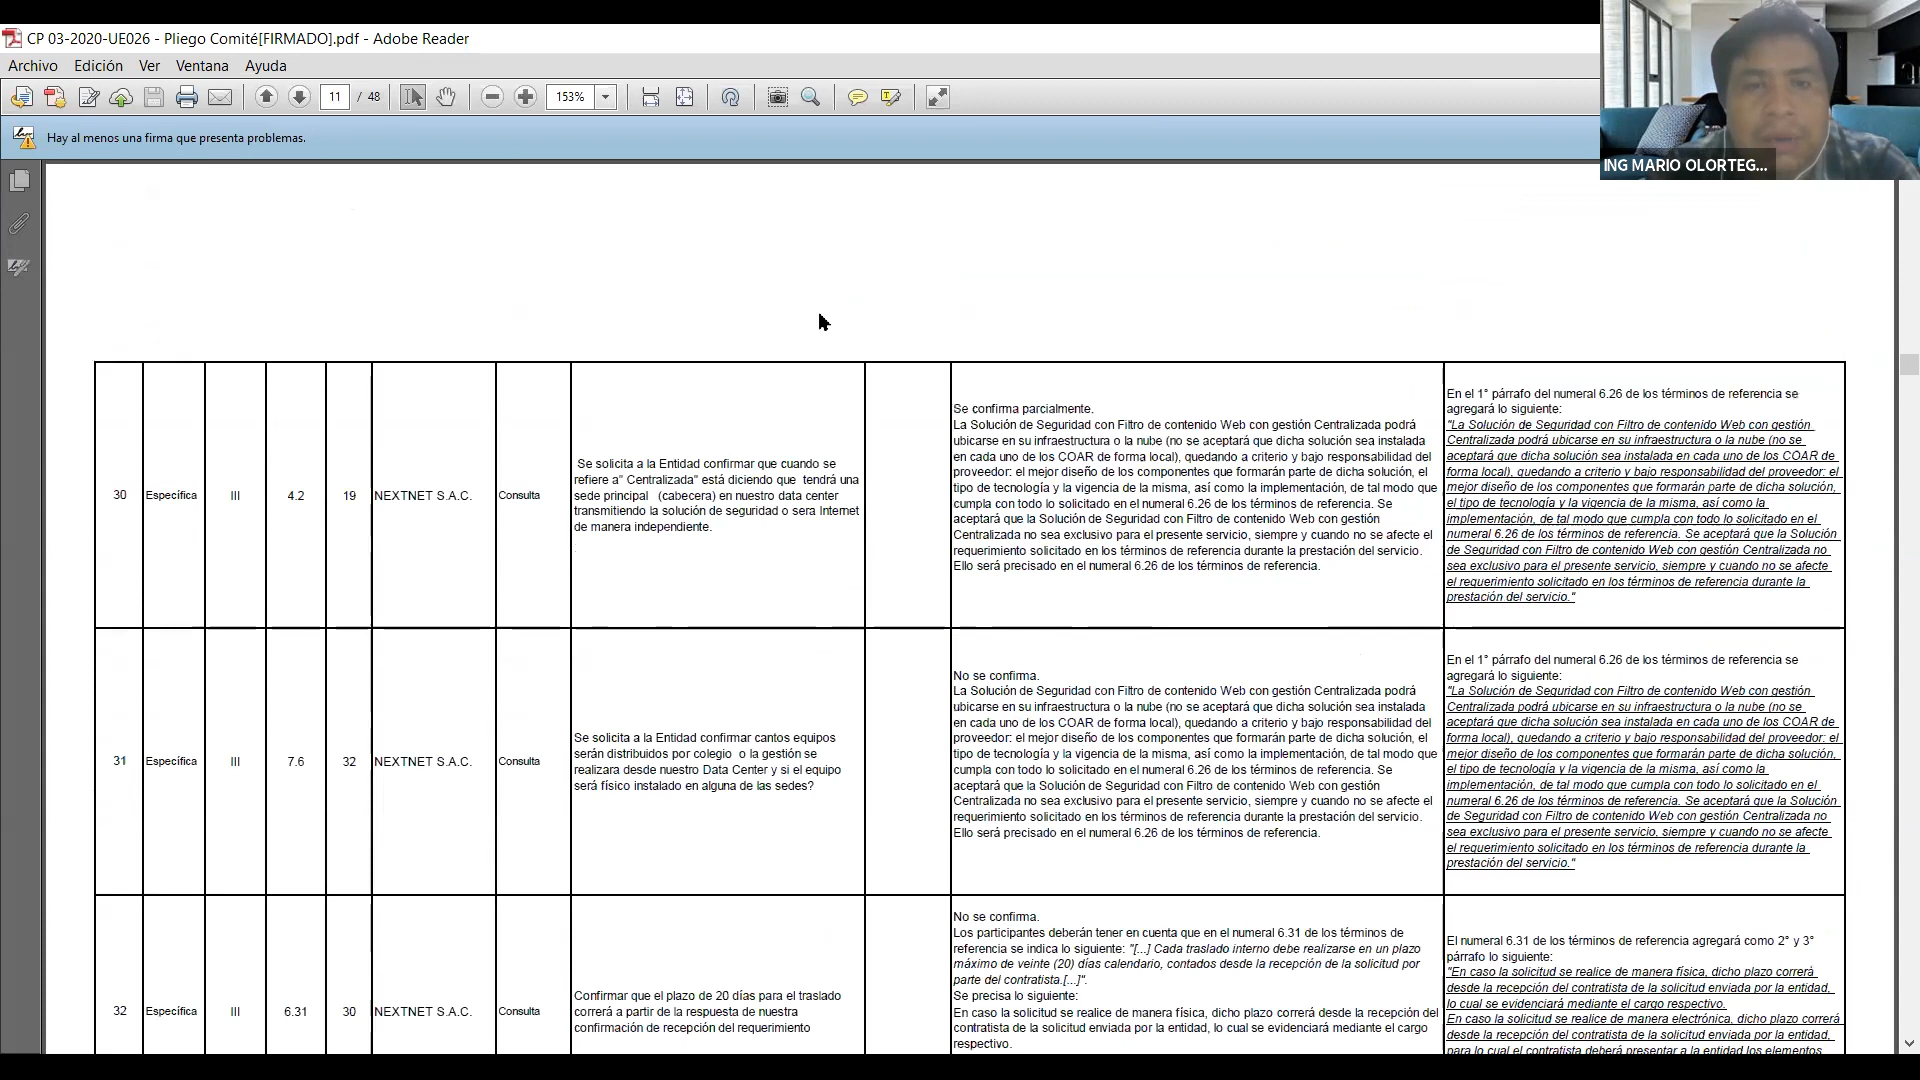 CP 03-2020-UE026 - Pliego Comité[FIRMADO].pdf - Adobe Reader
Archivo Edición Ver Ventana Ayuda
11 / 48 153%
Hay al menos una firma que presenta problemas.
ING MARIO OLORTEG...
30
Específica
III
4.2
19
NEXTNET S.A.C.
Consulta
Se solicita a la Entidad confirmar que cuando se
refiere a" Centralizada" está diciendo que tendrá una
sede principal (cabecera) en nuestro data center
transmitiendo la solución de seguridad o sera Internet
de manera independiente.
Se confirma parcialmente.
La Solución de Seguridad con Filtro de contenido Web con gestión Centralizada podrá
ubicarse en su infraestructura o la nube (no se aceptará que dicha solución sea instalada
en cada uno de los COAR de forma local), quedando a criterio y bajo responsabilidad del
proveedor: el mejor diseño de los componentes que formarán parte de dicha solución, el
tipo de tecnología y la vigencia de la misma, así como la implementación, de tal modo que
cumpla con todo lo solicitado en el numeral 6.26 de los términos de referencia. Se
aceptará que la Solución de Seguridad con Filtro de contenido Web con gestión
Centralizada no sea exclusivo para el presente servicio, siempre y cuando no se afecte el
requerimiento solicitado en los términos de referencia durante la prestación del servicio.
Ello será precisado en el numeral 6.26 de los términos de referencia.
En el 1° párrafo del numeral 6.26 de los términos de referencia se
agregará lo siguiente:
"La Solución de Seguridad con Filtro de contenido Web con gestión
Centralizada podrá ubicarse en su infraestructura o la nube (no se
aceptará que dicha solución sea instalada en cada uno de los COAR de
forma local), quedando a criterio y bajo responsabilidad del proveedor: el
mejor diseño de los componentes que formarán parte de dicha solución,
el tipo de tecnología y la vigencia de la misma, así como la
implementación, de tal modo que cumpla con todo lo solicitado en el
numeral 6.26 de los términos de referencia. Se aceptará que la Solución
de Seguridad con Filtro de contenido Web con gestión Centralizada no
sea exclusivo para el presente servicio, siempre y cuando no se afecte
el requerimiento solicitado en los términos de referencia durante la
prestación del servicio."
31
Específica
III
7.6
32
NEXTNET S.A.C.
Consulta
Se solicita a la Entidad confirmar cantos equipos
serán distribuidos por colegio o la gestión se
realizara desde nuestro Data Center y si el equipo
será físico instalado en alguna de las sedes?
No se confirma.
La Solución de Seguridad con Filtro de contenido Web con gestión Centralizada podrá
ubicarse en su infraestructura o la nube (no se aceptará que dicha solución sea instalada
en cada uno de los COAR de forma local), quedando a criterio y bajo responsabilidad del
proveedor: el mejor diseño de los componentes que formarán parte de dicha solución, el
tipo de tecnología y la vigencia de la misma, así como la implementación, de tal modo que
cumpla con todo lo solicitado en el numeral 6.26 de los términos de referencia. Se
aceptará que la Solución de Seguridad con Filtro de contenido Web con gestión
Centralizada no sea exclusivo para el presente servicio, siempre y cuando no se afecte el
requerimiento solicitado en los términos de referencia durante la prestación del servicio.
Ello será precisado en el numeral 6.26 de los términos de referencia.
En el 1° párrafo del numeral 6.26 de los términos de referencia se
agregará lo siguiente:
"La Solución de Seguridad con Filtro de contenido Web con gestión
Centralizada podrá ubicarse en su infraestructura o la nube (no se
aceptará que dicha solución sea instalada en cada uno de los COAR de
forma local), quedando a criterio y bajo responsabilidad del proveedor: el
mejor diseño de los componentes que formarán parte de dicha solución,
el tipo de tecnología y la vigencia de la misma, así como la
implementación, de tal modo que cumpla con todo lo solicitado en el
numeral 6.26 de los términos de referencia. Se aceptará que la Solución
de Seguridad con Filtro de contenido Web con gestión Centralizada no
sea exclusivo para el presente servicio, siempre y cuando no se afecte
el requerimiento solicitado en los términos de referencia durante la
prestación del servicio."
32
Específica
III
6.31
30
NEXTNET S.A.C.
Consulta
Confirmar que el plazo de 20 días para el traslado
correrá a partir de la respuesta de nuestra
confirmación de recepción del requerimiento
No se confirma.
Los participantes deberán tener en cuenta que en el numeral 6.31 de los términos de
referencia se indica lo siguiente: "[...] Cada traslado interno debe realizarse en un plazo
máximo de veinte (20) días calendario, contados desde la recepción de la solicitud por
parte del contratista.[...]".
Se precisa lo siguiente:
En caso la solicitud se realice de manera física, dicho plazo correrá desde la recepción del
contratista de la solicitud enviada por la entidad, lo cual se evidenciará mediante el cargo
respectivo.
El numeral 6.31 de los términos de referencia agregará como 2° y 3°
párrafo lo siguiente:
"En caso la solicitud se realice de manera física, dicho plazo correrá
desde la recepción del contratista de la solicitud enviada por la entidad,
lo cual se evidenciará mediante el cargo respectivo.
En caso la solicitud se realice de manera electrónica, dicho plazo correrá
desde la recepción del contratista de la solicitud enviada por la entidad,
para lo cual el contratista deberá presentar a la entidad los elementos